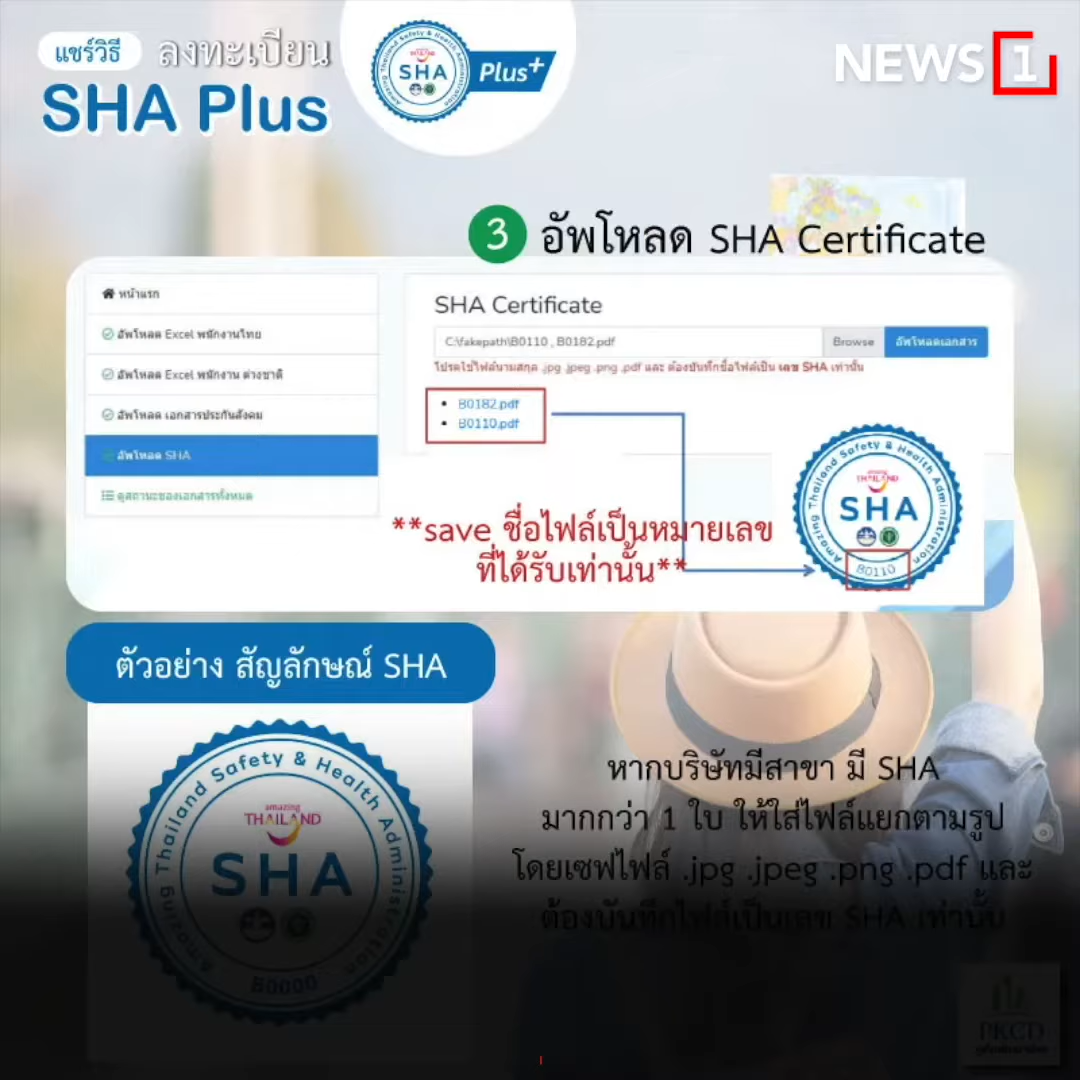 แชร์วิธี ลงทะเบียน
SHA Plus
Amazing Thailand Safety & Health Administration
amazing
THAILAND
SHA
Plus+
NEWS 1
3 อัพโหลด SHA Certificate
หน้าแรก
อัพโหลด Excel พนักงานไทย
อัพโหลด Excel พนักงาน ต่างชาติ
อัพโหลด เอกสารประกันสังคม
อัพโหลด SHA
ดูสถานะของเอกสารทั้งหมด
SHA Certificate
C:\fakepath\B0110 , B0182.pdf Browse อัพโหลดเอกสาร
โปรดใช้ไฟล์นามสกุล .jpg .jpeg .png .pdf และ ต้องบันทึกชื่อไฟล์เป็น เลข SHA เท่านั้น
B0182.pdf
B0110.pdf
**save ชื่อไฟล์เป็นหมายเลข
ที่ได้รับเท่านั้น**
Amazing Thailand Safety & Health Administration
amazing
THAILAND
SHA
B0110
ตัวอย่าง สัญลักษณ์ SHA
Amazing Thailand Safety & Health Administration
amazing
THAILAND
SHA
B0000
หากบริษัทมีสาขา มี SHA
มากกว่า 1 ใบ ให้ใส่ไฟล์แยกตามรูป
โดยเซฟไฟล์ .jpg .jpeg .png .pdf และ
ต้องบันทึกไฟล์เป็นเลข SHA เท่านั้น
PKCD